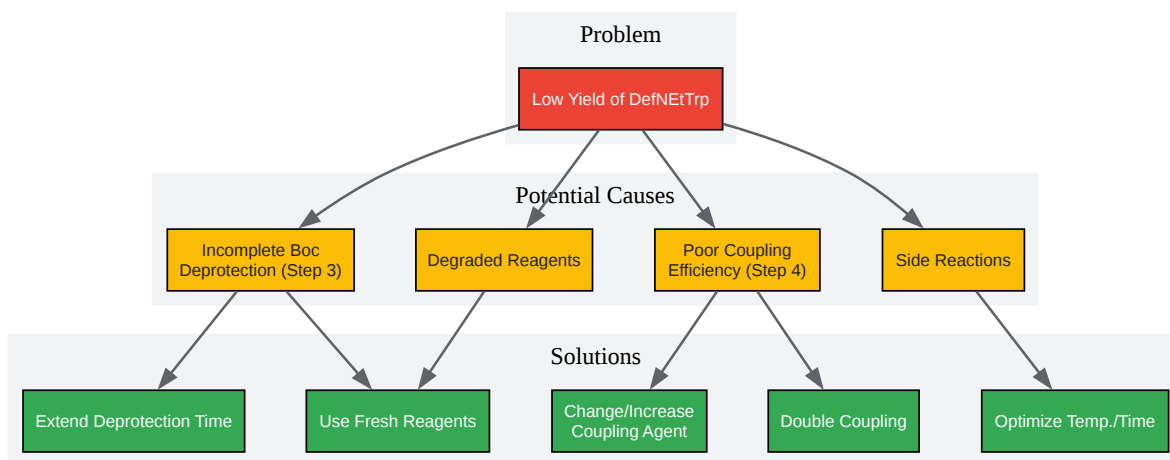 Problem
Low Yield of DefNEtTrp
Potential Causes
Incomplete Boc
Deprotection (Step 3)
Degraded Reagents
Poor Coupling
Efficiency (Step 4)
Side Reactions
Solutions
Extend Deprotection Time
Use Fresh Reagents
Change/Increase
Coupling Agent
Double Coupling
Optimize Temp./Time